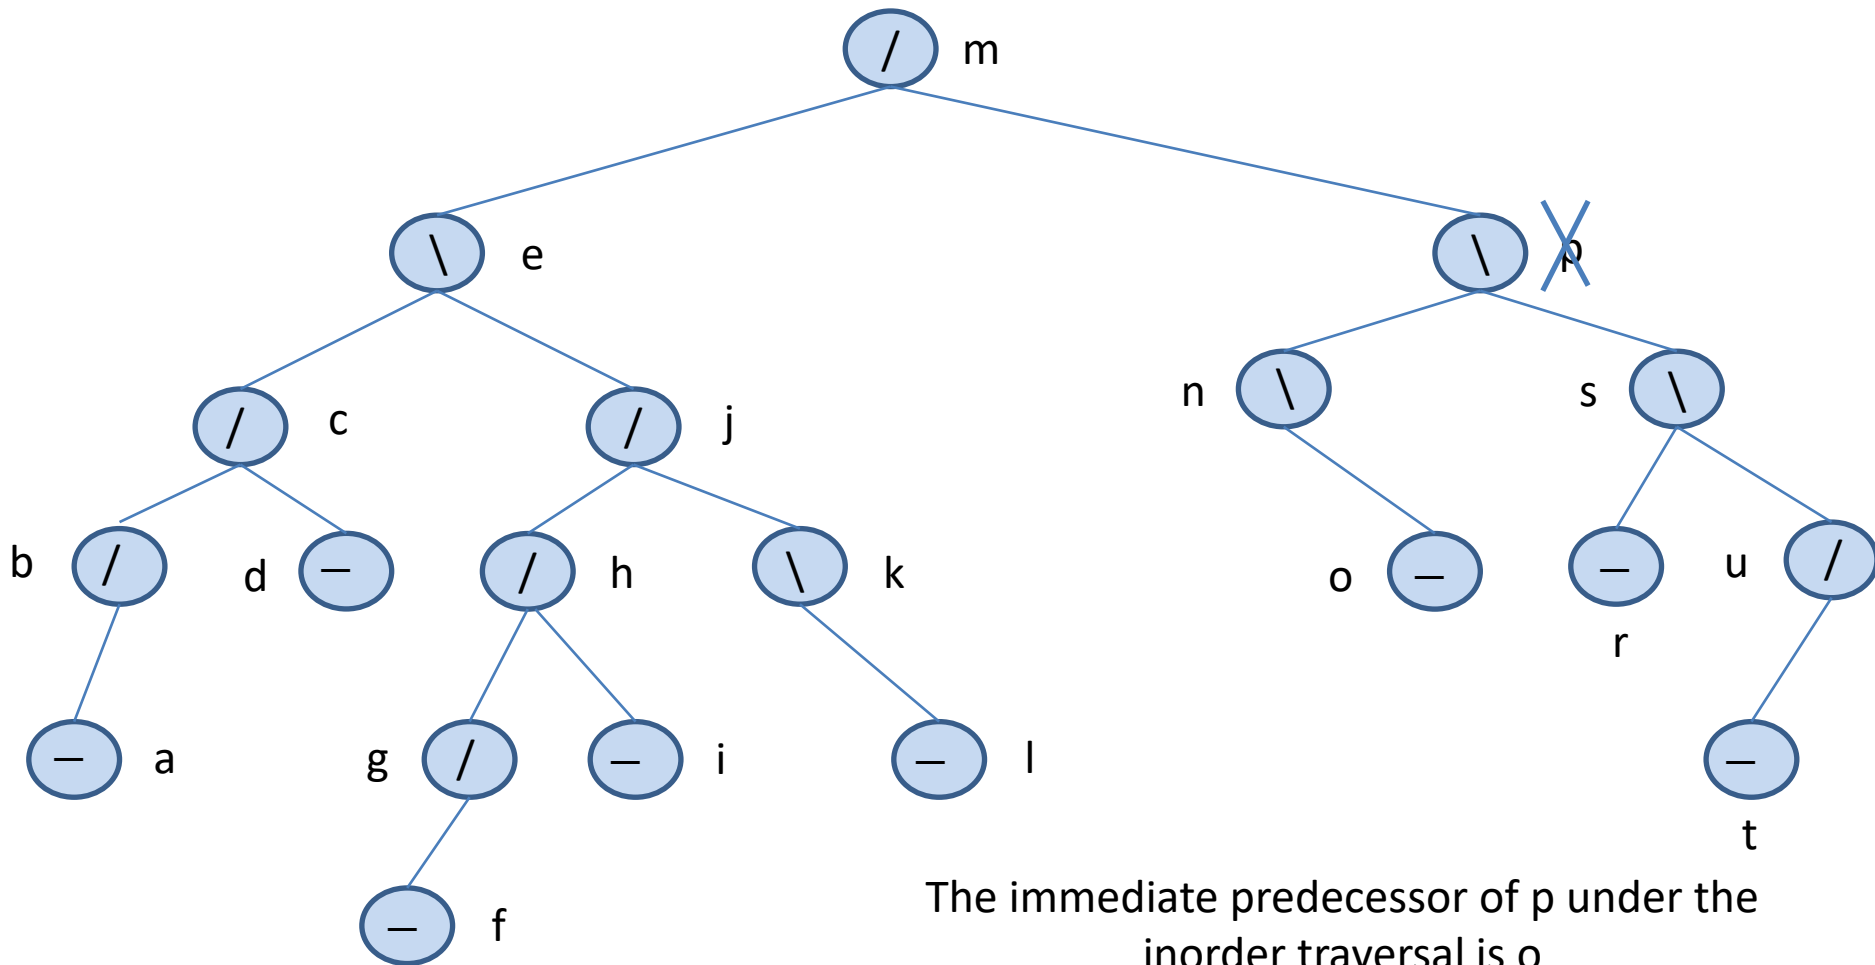 / m
\ e
\ p
/ c
/ j
n \
s \
b /
d –
/ h
\ k
o –
–
u /
r
– a
g /
– i
– l
–
t
– f
The immediate predecessor of p under the
inorder traversal is o